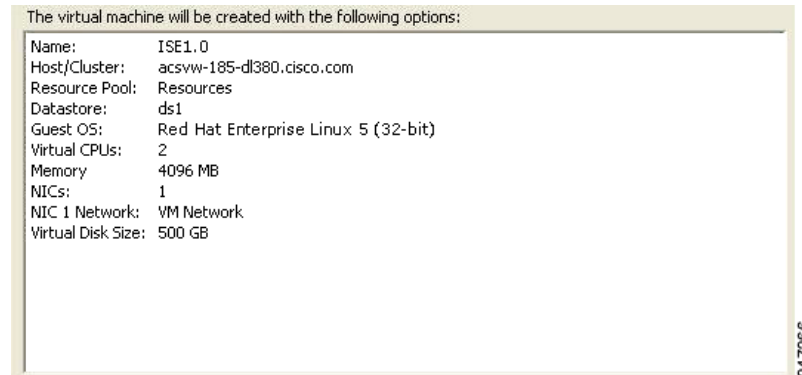 The virtual machine will be created with the following options:
Name: ISE1.0
Host/Cluster: acsvw-185-dl380.cisco.com
Resource Pool: Resources
Datastore: ds1
Guest OS: Red Hat Enterprise Linux 5 (32-bit)
Virtual CPUs: 2
Memory 4096 MB
NICs: 1
NIC 1 Network: VM Network
Virtual Disk Size: 500 GB